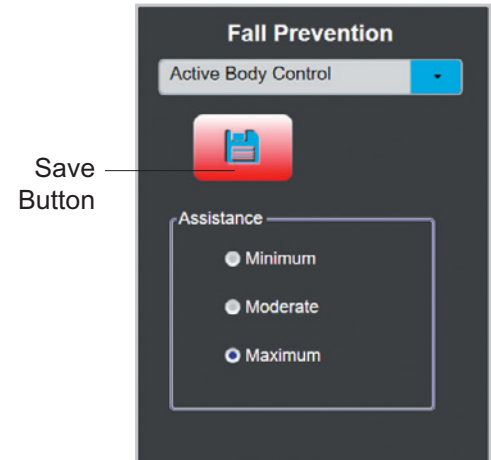 Fall Prevention
Active Body Control
Save
Button
Assistance
Minimum
Moderate
Maximum